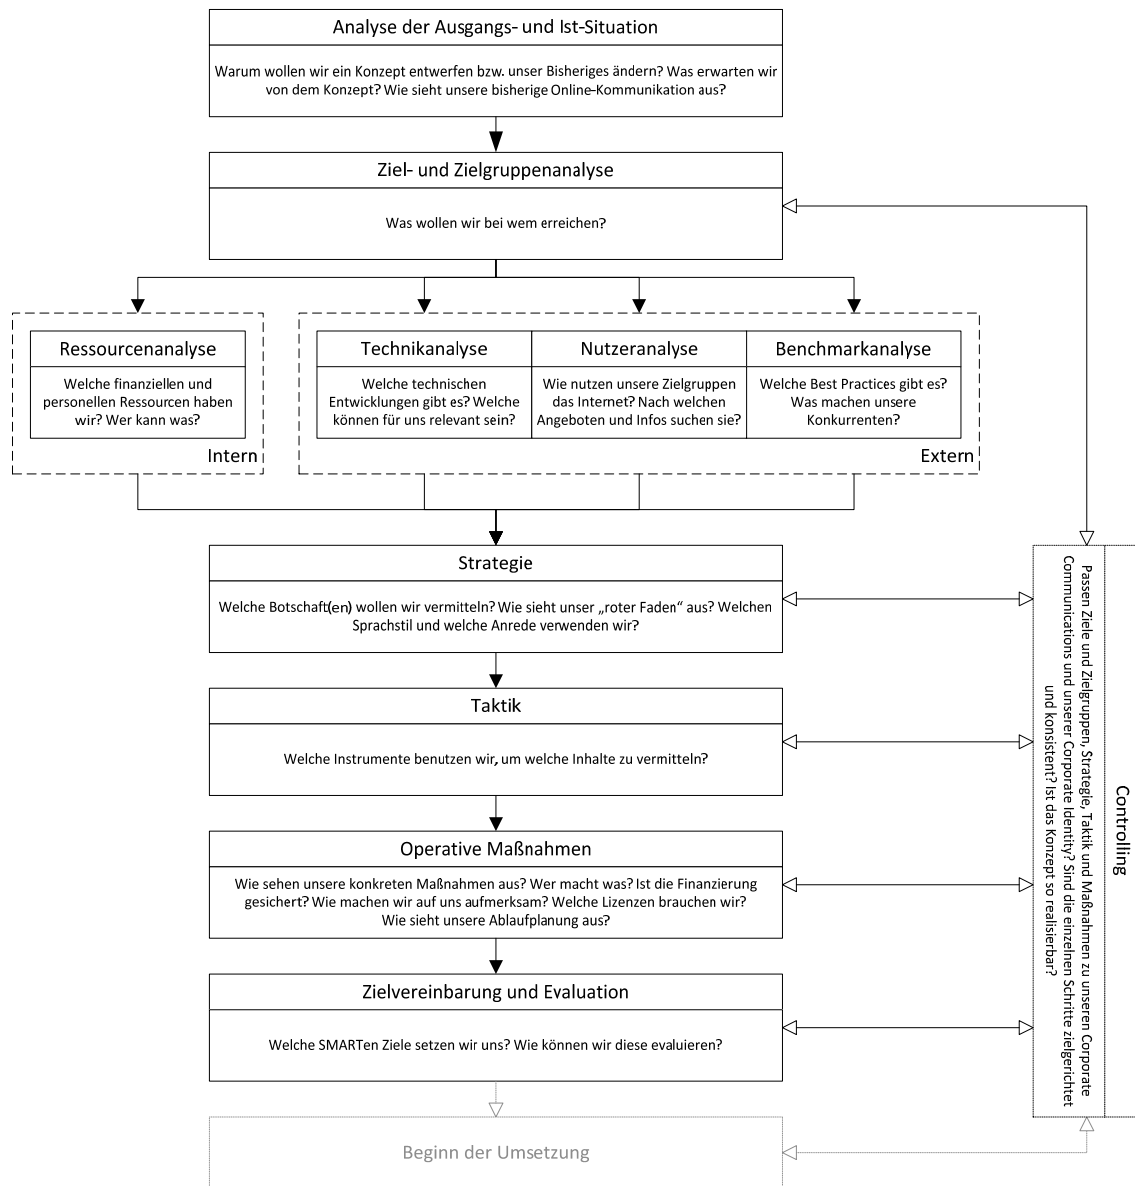 Analyse der Ausgangs- und Ist-Situation
Warum wollen wir ein Konzept entwerfen bzw. unser Bisheriges ändern? Was erwarten wir
von dem Konzept? Wie sieht unsere bisherige Online-Kommunikation aus?
Ziel- und Zielgruppenanalyse
Was wollen wir bei wem erreichen?
Ressourcenanalyse
Welche finanziellen und
personellen Ressourcen haben
wir? Wer kann was?
Intern
Technikanalyse
Welche technischen
Entwicklungen gibt es? Welche
können für uns relevant sein?
Nutzeranalyse
Wie nutzen unsere Zielgruppen
das Internet? Nach welchen
Angeboten und Infos suchen sie?
Benchmarkanalyse
Welche Best Practices gibt es?
Was machen unsere
Konkurrenten?
Extern
Strategie
Welche Botschaft(en) wollen wir vermitteln? Wie sieht unser „roter Faden“ aus? Welchen
Sprachstil und welche Anrede verwenden wir?
Taktik
Welche Instrumente benutzen wir, um welche Inhalte zu vermitteln?
Operative Maßnahmen
Wie sehen unsere konkreten Maßnahmen aus? Wer macht was? Ist die Finanzierung
gesichert? Wie machen wir auf uns aufmerksam? Welche Lizenzen brauchen wir?
Wie sieht unsere Ablaufplanung aus?
Zielvereinbarung und Evaluation
Welche SMARTen Ziele setzen wir uns? Wie können wir diese evaluieren?
Beginn der Umsetzung
Controlling
Passen Ziele und Zielgruppen, Strategie, Taktik und Maßnahmen zu unseren Corporate
Communications und unserer Corporate Identity? Sind die einzelnen Schritte zielgerichtet
und konsistent? Ist das Konzept so realisierbar?